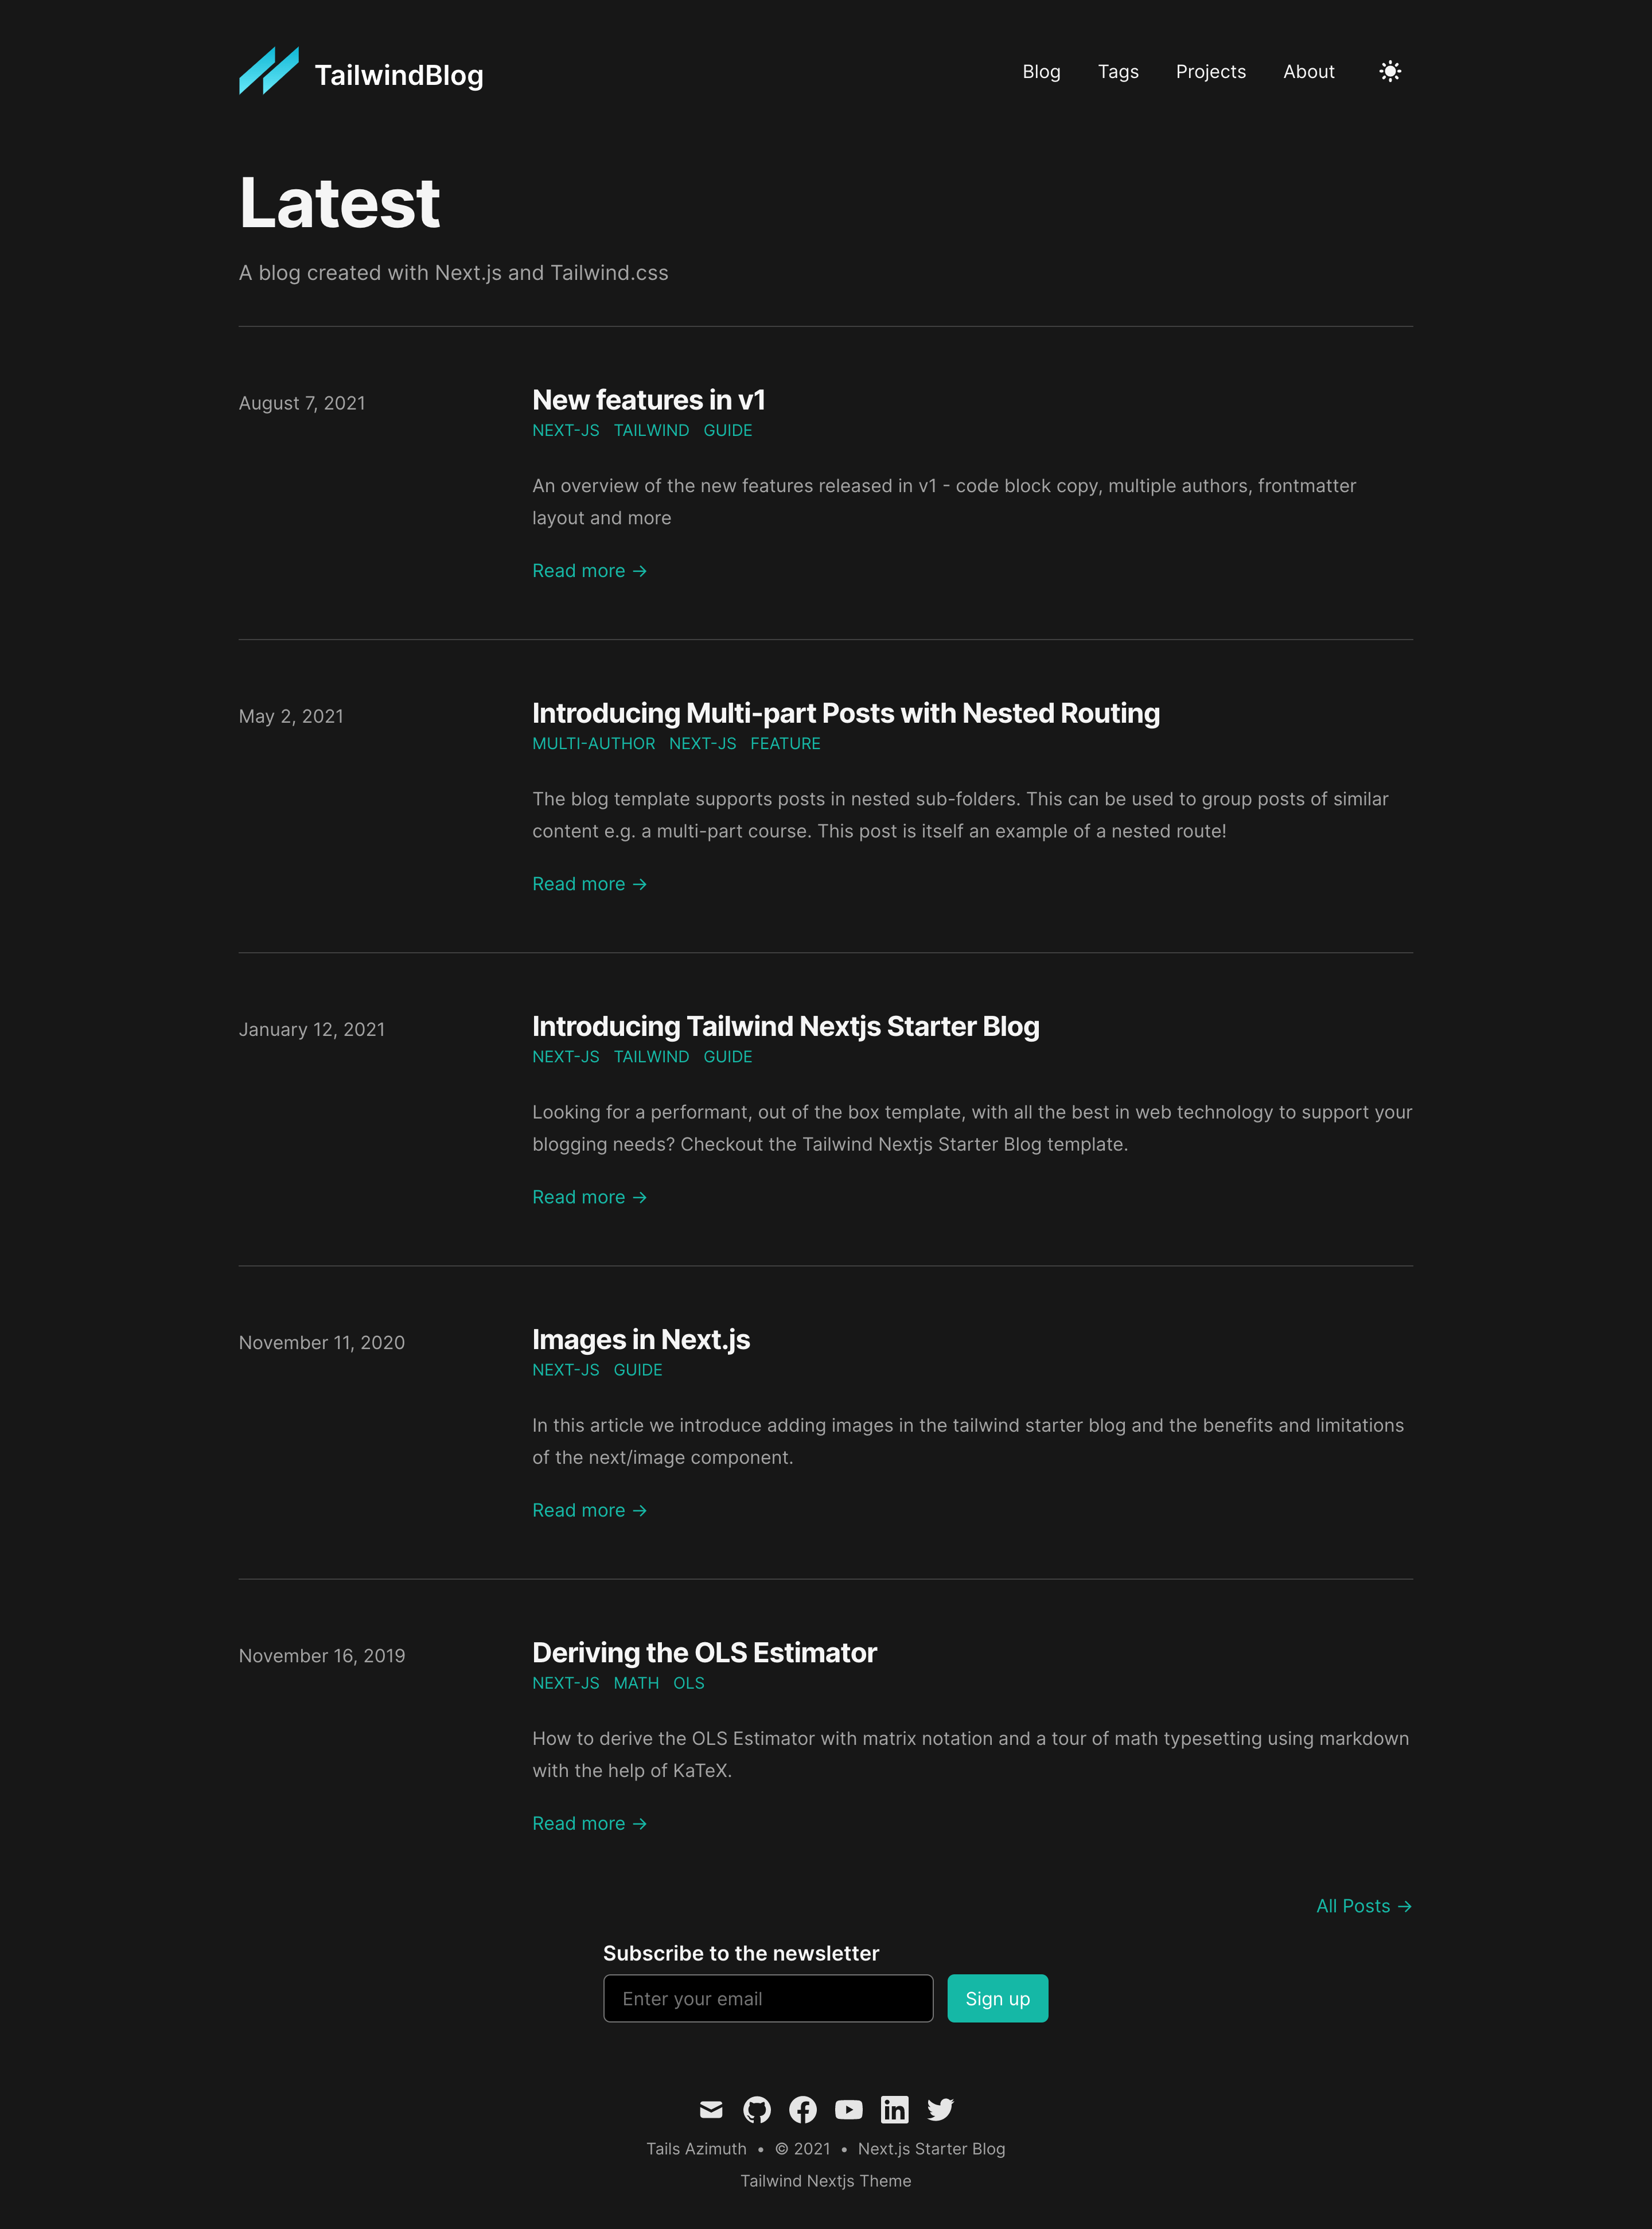 TailwindBlog
Blog Tags Projects About
Latest
A blog created with Next.js and Tailwind.css
August 7, 2021
New features in v1
NEXT-JS TAILWIND GUIDE
An overview of the new features released in v1 - code block copy, multiple authors, frontmatter
layout and more
Read more →
May 2, 2021
Introducing Multi-part Posts with Nested Routing
MULTI-AUTHOR NEXT-JS FEATURE
The blog template supports posts in nested sub-folders. This can be used to group posts of similar
content e.g. a multi-part course. This post is itself an example of a nested route!
Read more →
January 12, 2021
Introducing Tailwind Nextjs Starter Blog
NEXT-JS TAILWIND GUIDE
Looking for a performant, out of the box template, with all the best in web technology to support your
blogging needs? Checkout the Tailwind Nextjs Starter Blog template.
Read more →
November 11, 2020
Images in Next.js
NEXT-JS GUIDE
In this article we introduce adding images in the tailwind starter blog and the benefits and limitations
of the next/image component.
Read more →
November 16, 2019
Deriving the OLS Estimator
NEXT-JS MATH OLS
How to derive the OLS Estimator with matrix notation and a tour of math typesetting using markdown
with the help of KaTeX.
Read more →
All Posts →
Subscribe to the newsletter
Enter your email
Sign up
Tails Azimuth • © 2021 • Next.js Starter Blog
Tailwind Nextjs Theme